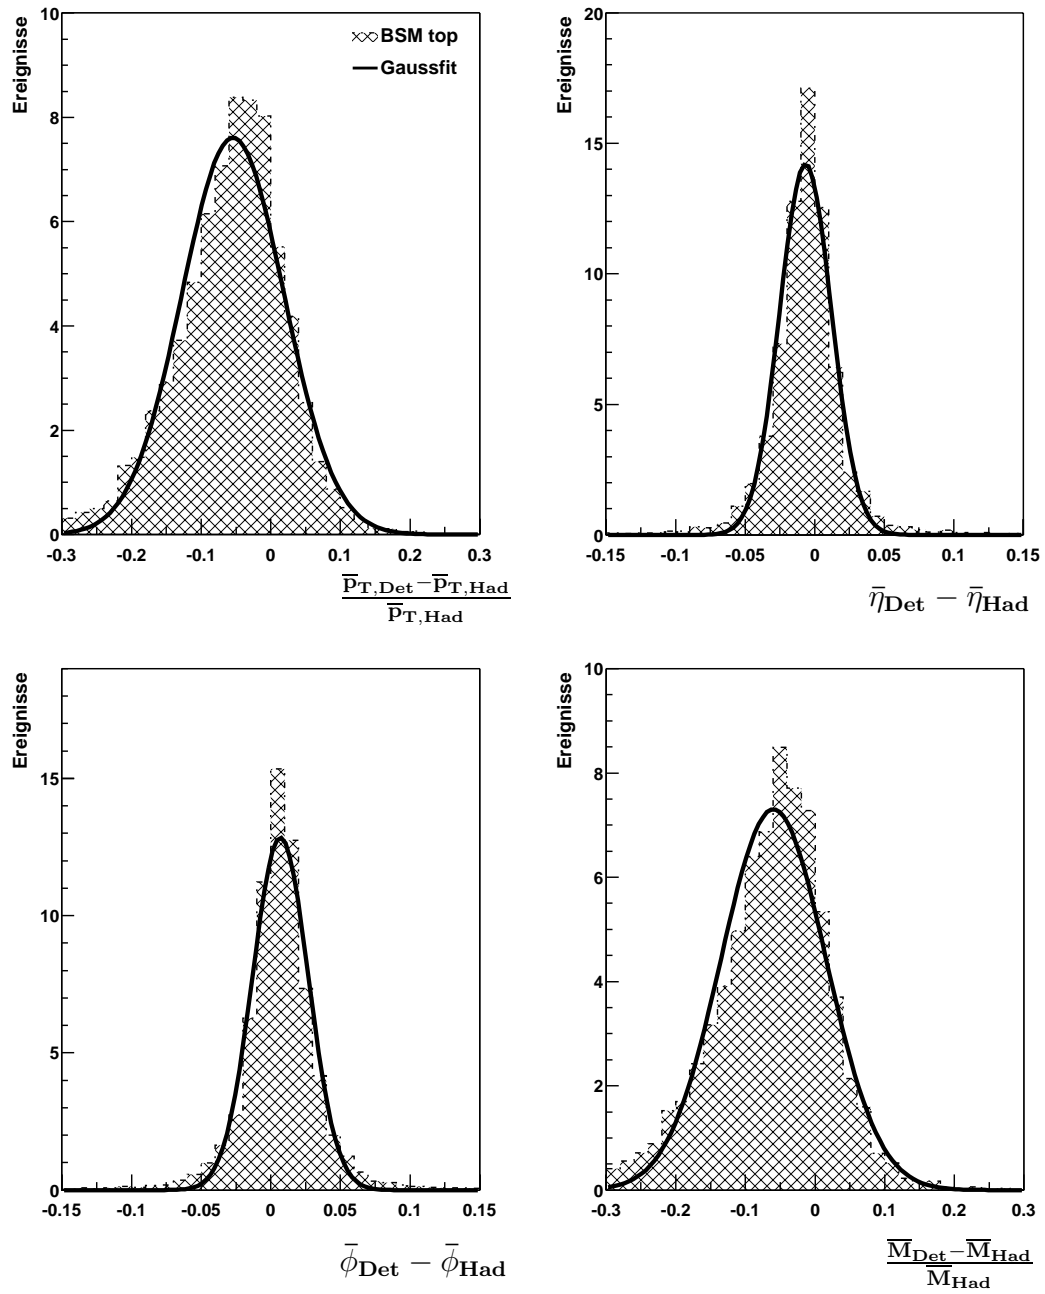 Ereignisse
10
8
6
4
2
0
BSM top
Gaussfit
-0.3 -0.2 -0.1 0 0.1 0.2 0.3
p̅T,Det−p̅T,Had
p̅T,Had
Ereignisse
20
15
10
5
0
-0.15 -0.1 -0.05 0 0.05 0.1 0.15
η̄Det − η̄Had
Ereignisse
15
10
5
0
-0.15 -0.1 -0.05 0 0.05 0.1 0.15
ϕ̄Det − ϕ̄Had
Ereignisse
10
8
6
4
2
0
-0.3 -0.2 -0.1 0 0.1 0.2 0.3
M̅Det−M̅Had
M̅Had